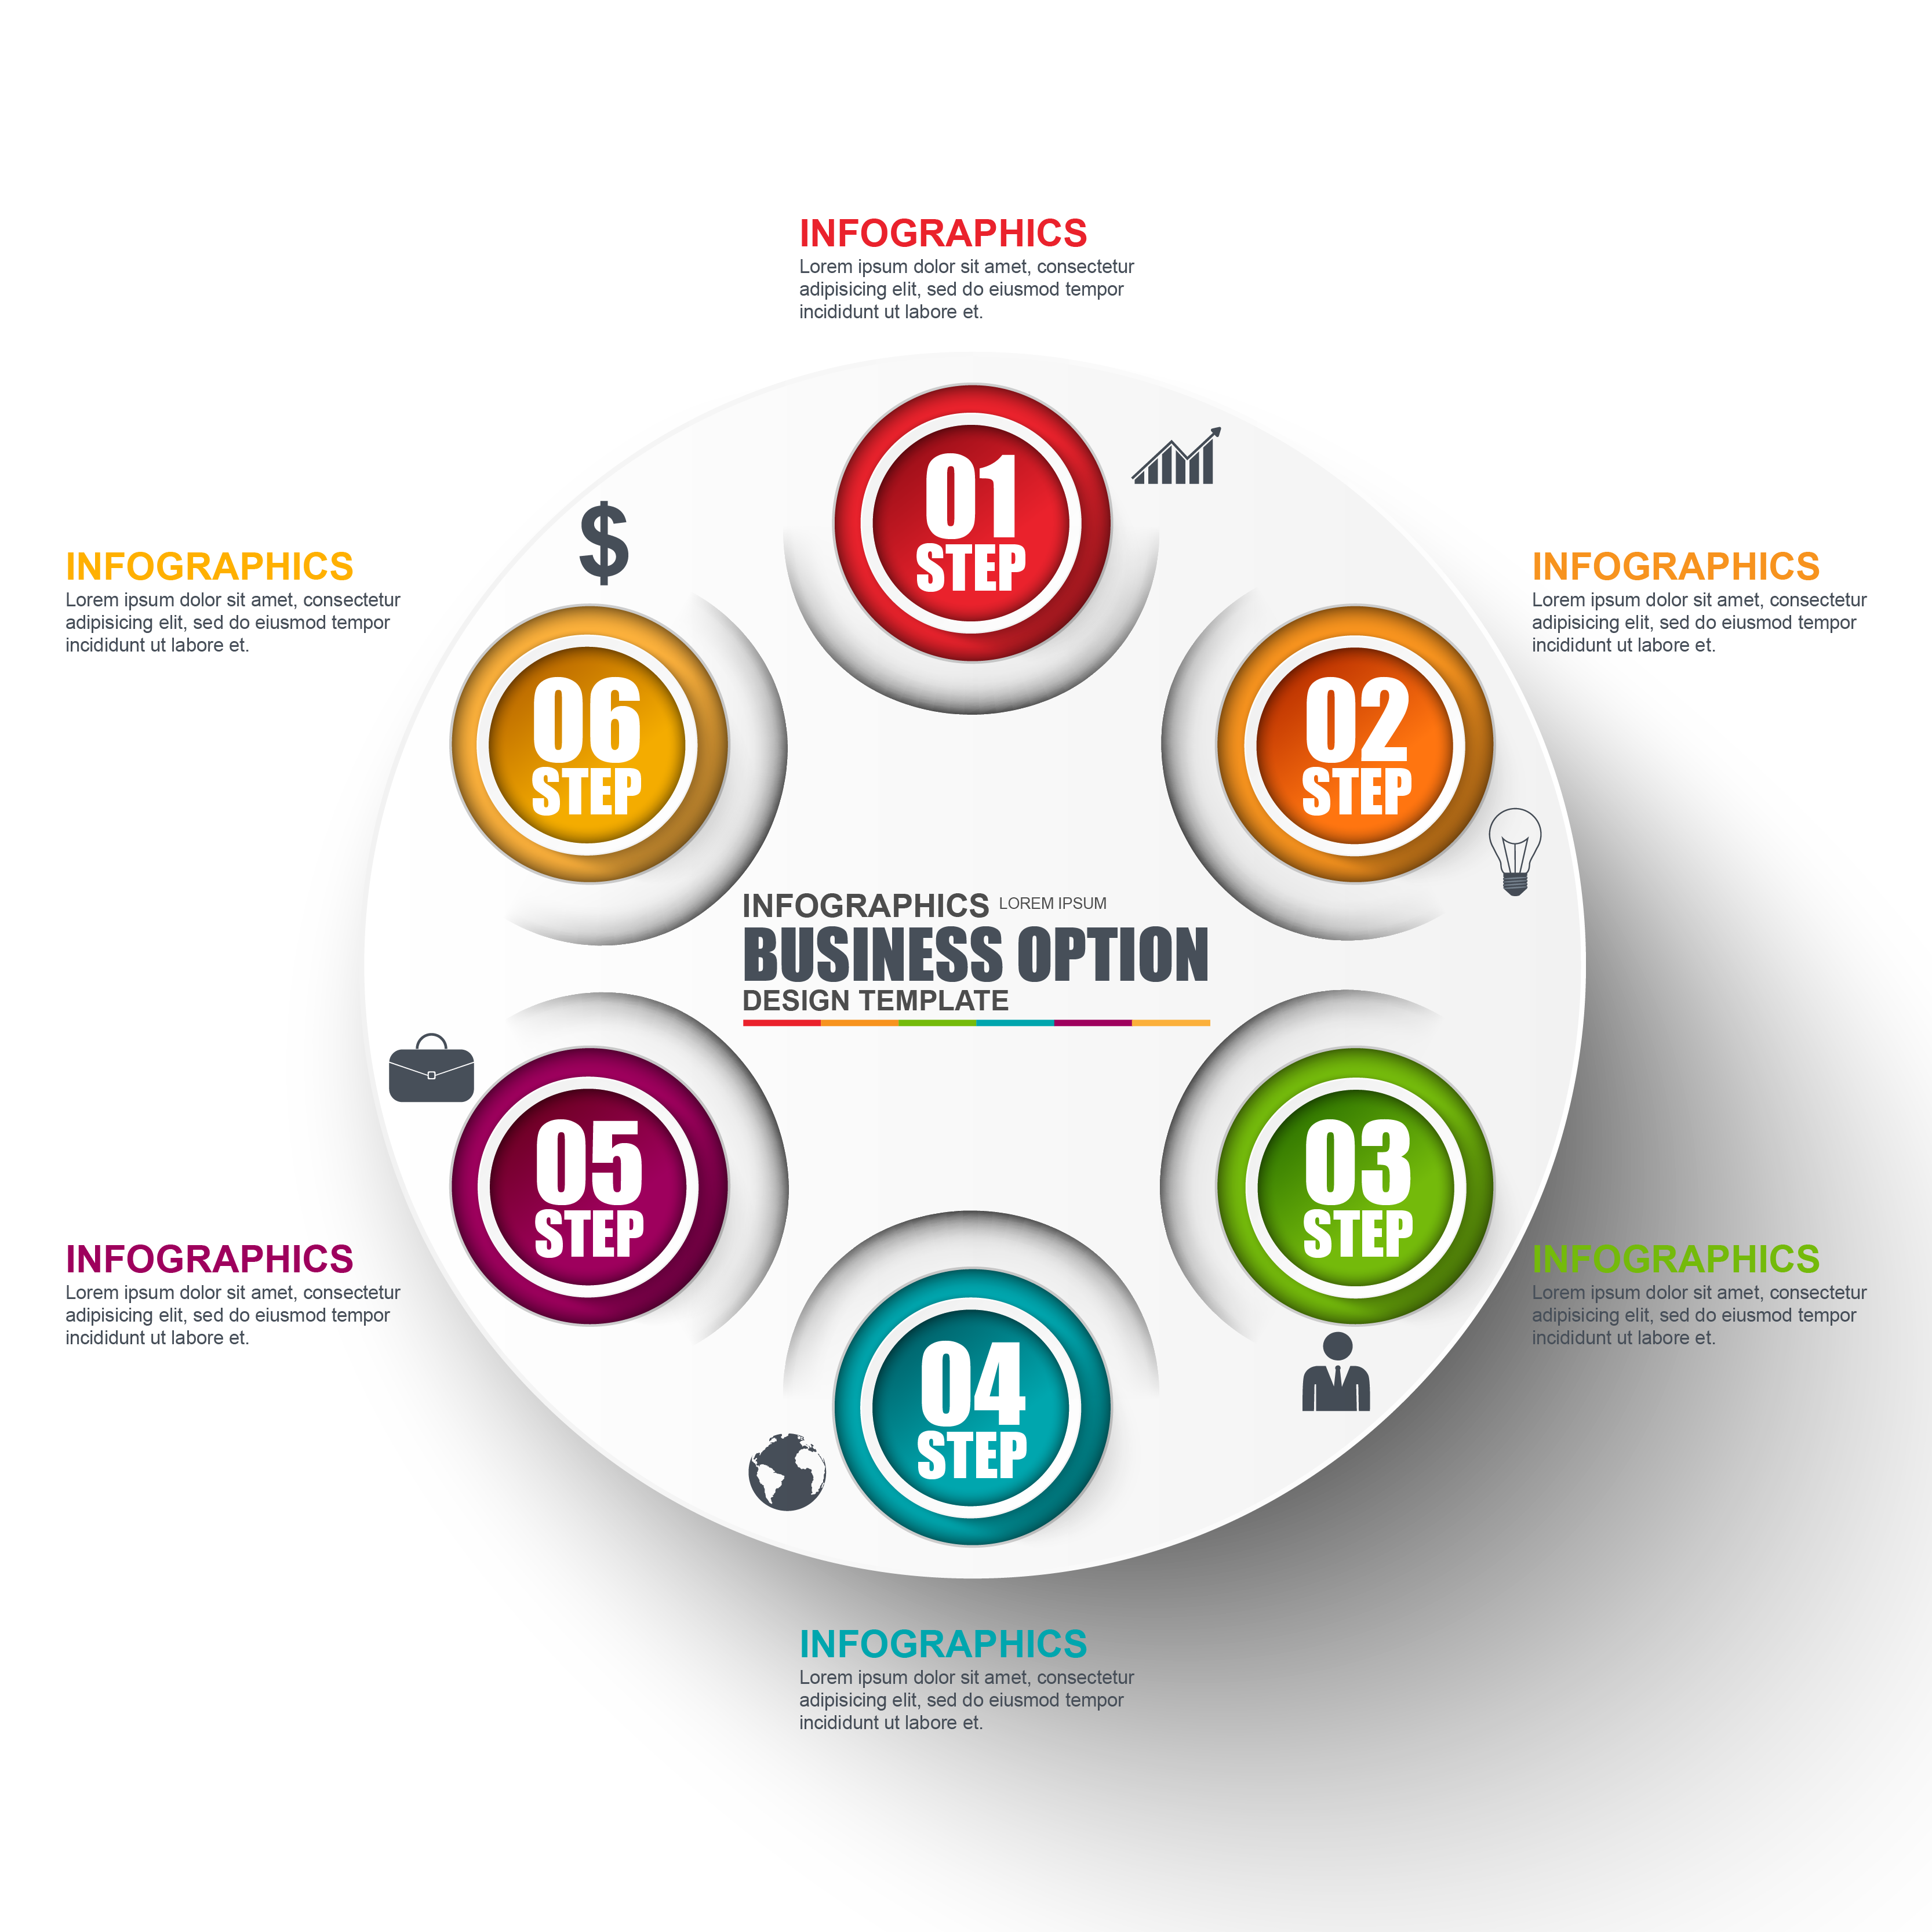 INFOGRAPHICS
Lorem ipsum dolor sit amet, consectetur
adipisicing elit, sed do eiusmod tempor
incididunt ut labore et.
01
STEP
INFOGRAPHICS
Lorem ipsum dolor sit amet, consectetur
adipisicing elit, sed do eiusmod tempor
incididunt ut labore et.
02
STEP
INFOGRAPHICS
Lorem ipsum dolor sit amet, consectetur
adipisicing elit, sed do eiusmod tempor
incididunt ut labore et.
03
STEP
INFOGRAPHICS
Lorem ipsum dolor sit amet, consectetur
adipisicing elit, sed do eiusmod tempor
incididunt ut labore et.
04
STEP
INFOGRAPHICS
Lorem ipsum dolor sit amet, consectetur
adipisicing elit, sed do eiusmod tempor
incididunt ut labore et.
05
STEP
INFOGRAPHICS
Lorem ipsum dolor sit amet, consectetur
adipisicing elit, sed do eiusmod tempor
incididunt ut labore et.
$
06
STEP
INFOGRAPHICS LOREM IPSUM
BUSINESS OPTION
DESIGN TEMPLATE